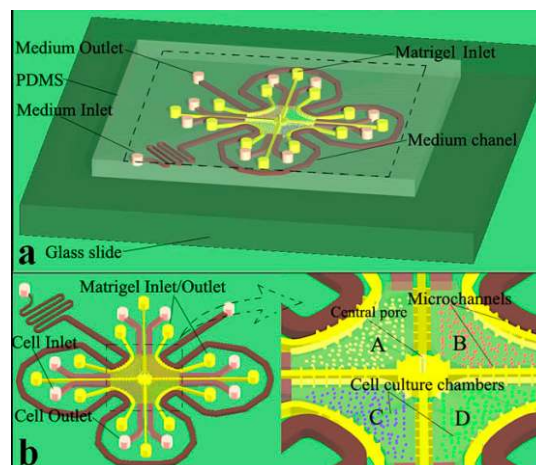 Medium Outlet
Matrigel Inlet
PDMS
Medium Inlet
Medium chanel
Glass slide
a
Matrigel Inlet/Outlet
Cell Inlet
Cell Outlet
b
Microchannels
Central pore
A
B
Cell culture chambers
C
D